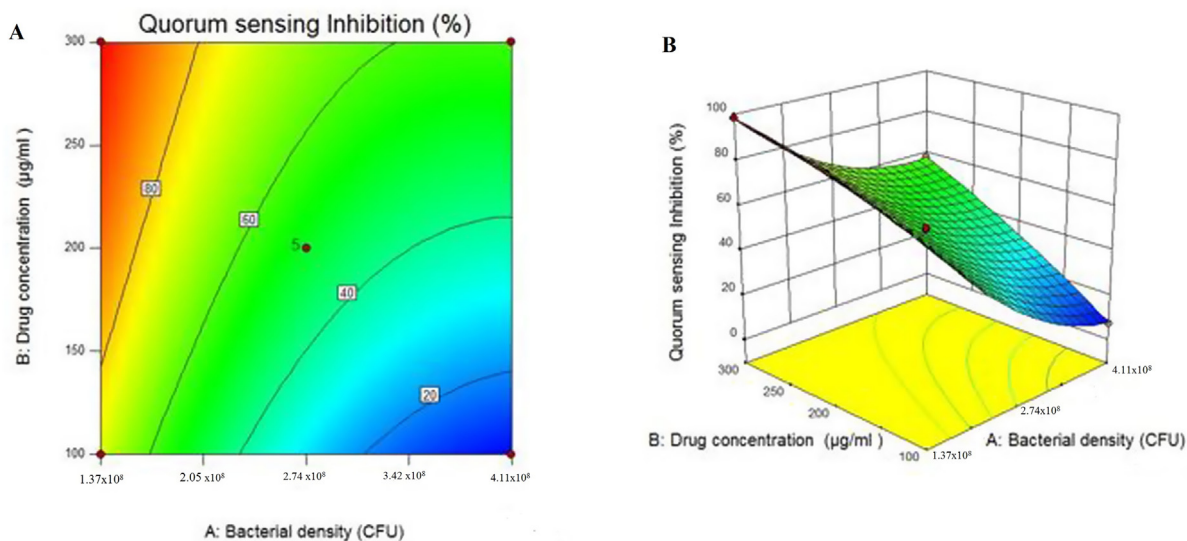 A
Quorum sensing Inhibition (%)
B: Drug concentration (µg/ml)
300
250
200
150
100
80
60
5
40
20
1.37x10⁸
2.05 x10⁸
2.74 x10⁸
3.42 x10⁸
4.11x10⁸
A: Bacterial density (CFU)
B
Quorum sensing Inhibition (%)
100
80
60
40
20
0
300
250
200
100
B: Drug concentration (µg/ml )
1.37x10⁸
2.74x10⁸
4.11x10⁸
A: Bacterial density (CFU)